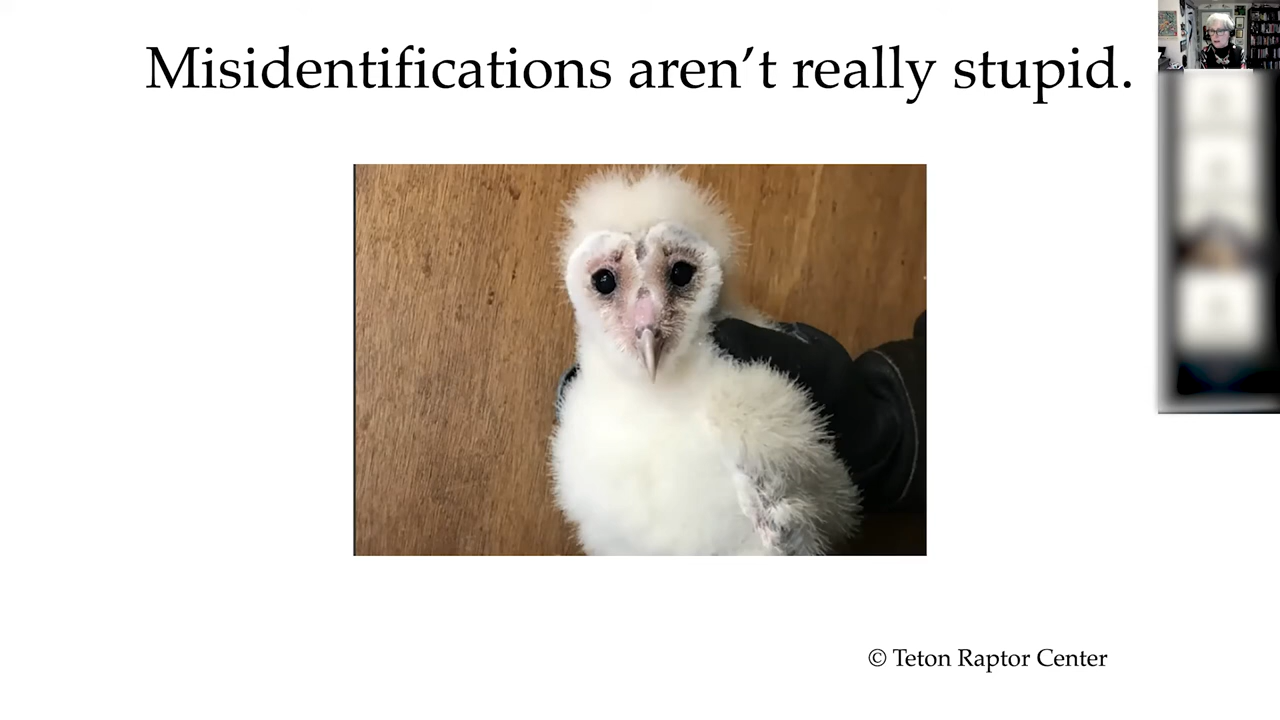 Misidentifications aren’t really stupid.
© Teton Raptor Center